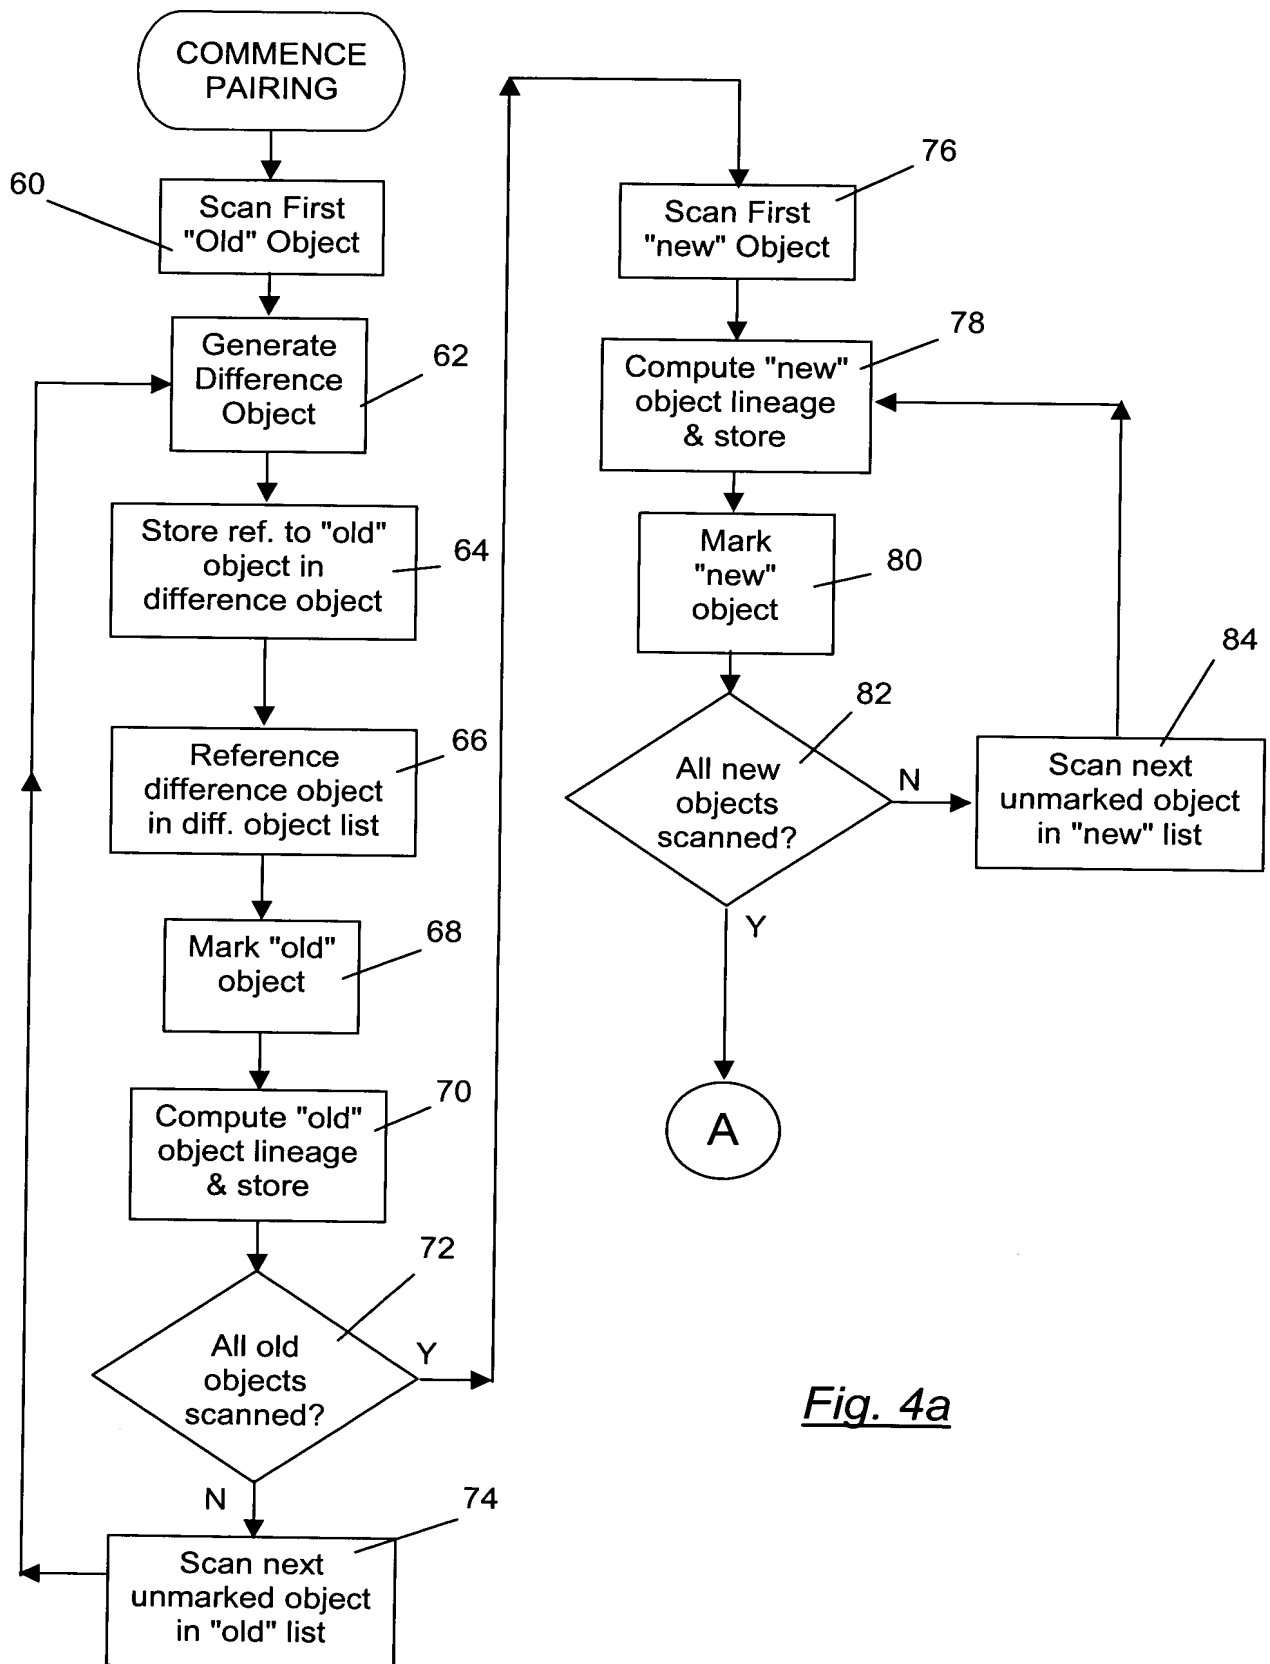 COMMENCE
PAIRING
60
Scan First
"Old" Object
Generate
Difference
Object
62
Store ref. to "old"
object in
difference object
64
Reference
difference object
in diff. object list
66
Mark "old"
object
68
Compute "old"
object lineage
& store
70
All old
objects
scanned?
72
Y
N
Scan next
unmarked object
in "old" list
74
Scan First
"new" Object
76
Compute "new"
object lineage
& store
78
Mark
"new"
object
80
All new
objects
scanned?
82
N
Y
Scan next
unmarked object
in "new" list
84
A
Fig. 4a